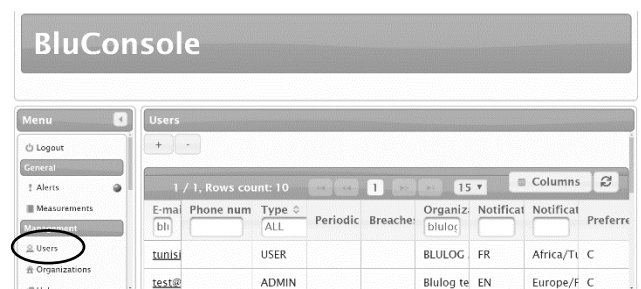 BluConsole
Menu
Users
Logout
+ -
General
Alerts
Measurements
Management
Users
Organizations
1 / 1, Rows count: 10 1 15 Columns
E-mai Phone num Type Periodic Breache Organiz Notificat Notificat Preferre
blu ALL blulog
tunisi USER BLULOG FR Africa/Tu C
test@ ADMIN Blulog te EN Europe/F C